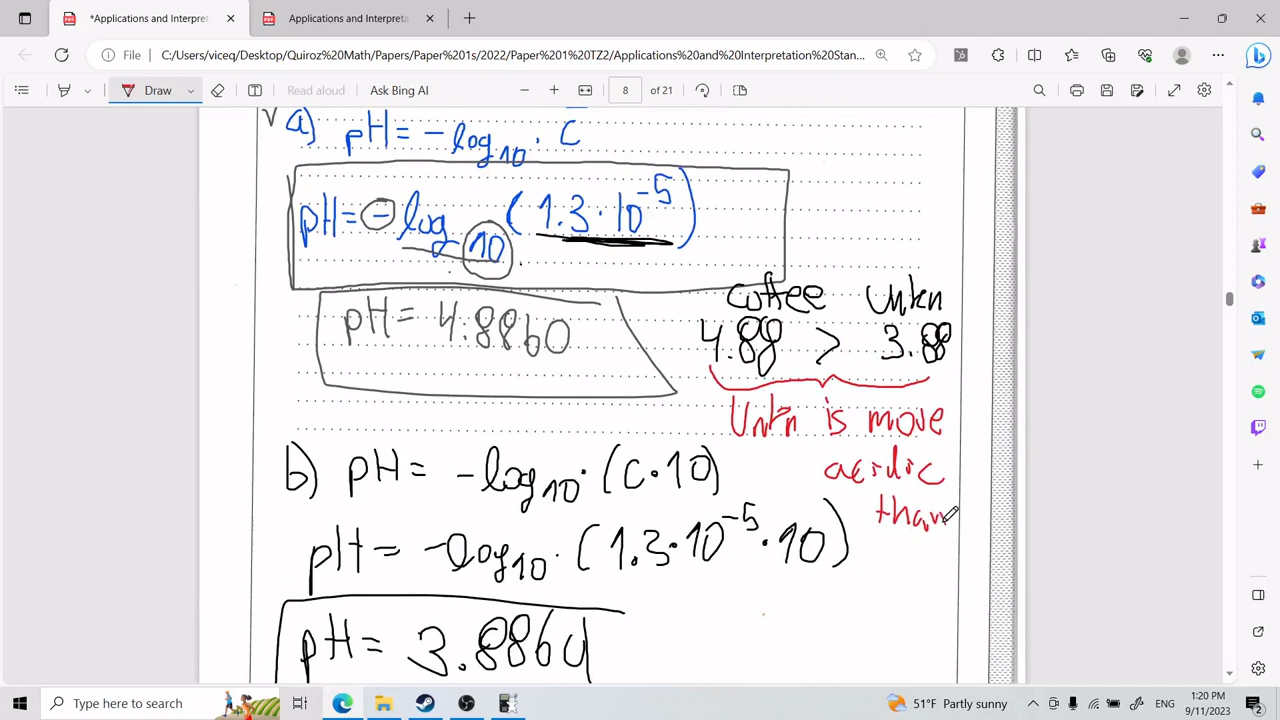 *Applications and Interpret
Applications and Interpreta
File
C:/Users/viceq/Desktop/Quiroz%20Math/Papers/Paper%201s/2022/Paper%201%20TZ2/Applications%20and%20Interpretation%20Stan...
Draw
Read aloud
Ask Bing AI
8 of 21
a) pH = - log10 · C
pH = - log10 (1.3 · 10^-5)
pH = 4.8860
coffee Unkn
4.88 > 3.88
Unkn is more
acidic
than
b) pH = -log10 · (C · 10)
pH = -log10 · (1.3 · 10^-5 · 10)
pH = 3.8860
Type here to search
51°F Partly sunny
1:20 PM
9/11/2023
2